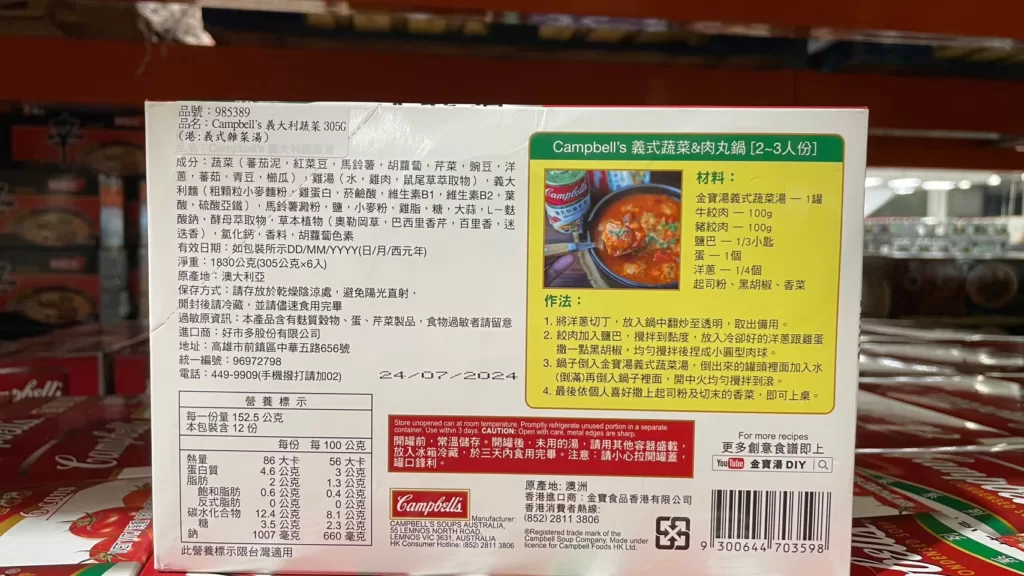 品號：985389
品名：Campbell's 義大利蔬菜 305G
(港：義式雜菜湯)
成分：蔬菜（蕃茄泥，紅菜豆，馬鈴薯，胡蘿蔔，芹菜，豌豆，洋
蔥，蕃茄，青豆，櫛瓜），雞湯（水，雞肉，鼠尾草萃取物），義大
利麵（粗顆粒小麥麵粉，雞蛋白，菸鹼酸，維生素B1，維生素B2，葉
酸，硫酸亞鐵），馬鈴薯澱粉，鹽，小麥粉，雞脂，糖，大蒜，L－麩
酸鈉，酵母萃取物，草本植物（奧勒岡草，巴西里香芹，百里香，迷
迭香），氯化鈣，香料，胡蘿蔔色素
有效日期：如包裝所示DD/MM/YYYY(日/月/西元年)
淨重：1830公克(305公克×6入)
原產地：澳大利亞
保存方式：請存放於乾燥陰涼處，避免陽光直射，
開封後請冷藏，並請儘速食用完畢
過敏原資訊：本產品含有麩質穀物、蛋、芹菜製品，食物過敏者請留意
進口商：好市多股份有限公司
地址：高雄市前鎮區中華五路656號
統一編號：96972798
電話：449-9909(手機撥打請加02)
24/07/2024
營養標示
每一份量 152.5 公克
本包裝含 12 份
每份 每 100 公克
熱量 86 大卡 56 大卡
蛋白質 4.6 公克 3 公克
脂肪 2 公克 1.3 公克
飽和脂肪 0.6 公克 0.4 公克
反式脂肪 0 公克 0 公克
碳水化合物 12.4 公克 8.1 公克
糖 3.5 公克 2.3 公克
鈉 1007 毫克 660 毫克
此營養標示限台灣適用
Campbell's 義式蔬菜&肉丸鍋 [2~3人份]
Campbell's
材料：
金寶湯義式蔬菜湯 — 1罐
牛絞肉 — 100g
豬絞肉 — 100g
鹽巴 — 1/3小匙
蛋 — 1個
洋蔥 — 1/4個
起司粉、黑胡椒、香菜
作法：
1. 將洋蔥切丁，放入鍋中翻炒至透明，取出備用。
2. 絞肉加入鹽巴，攪拌到黏度，放入冷卻好的洋蔥跟雞蛋
撒一點黑胡椒，均勻攪拌後捏成小圓型肉球。
3. 鍋子倒入金寶湯義式蔬菜湯，倒出來的罐頭裡面加入水
(倒滿)再倒入鍋子裡面，開中火均勻攪拌到滾。
4. 最後依個人喜好撒上起司粉及切末的香菜，即可上桌。
Store unopened can at room temperature. Promptly refrigerate unused portion in a separate
container. Use within 3 days. CAUTION: Open with care, metal edges are sharp.
開罐前，常溫儲存。開罐後，未用的湯，請用其他容器盛載，
放入冰箱冷藏，於三天內食用完畢。注意：請小心拉開罐蓋，
罐口鋒利。
For more recipes
更多創意食譜即上
YouTube 金寶湯 DIY
Campbell's
Manufacturer:
CAMPBELL'S SOUPS AUSTRALIA,
55 LEMNOS NORTH ROAD,
LEMNOS VIC 3631, AUSTRALIA
HK Consumer Hotline: (852) 2811 3806
原產地：澳洲
香港進口商：金寶食品香港有限公司
香港消費者熱線：
(852) 2811 3806
®Registered trade mark of the
Campbell Soup Company. Made under
licence for Campbell Foods HK Ltd.
9 300644 703598